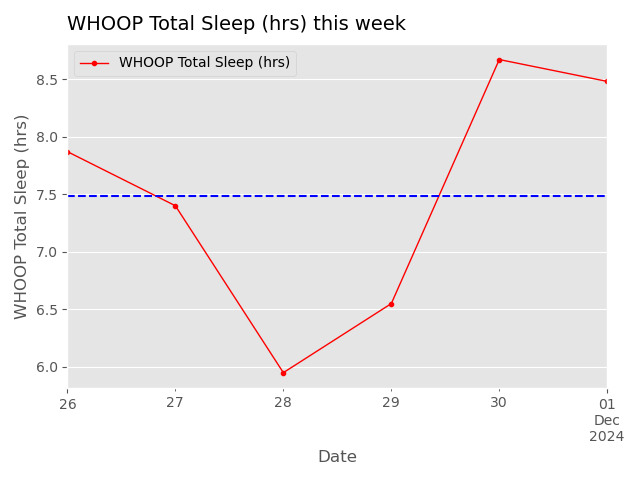 WHOOP Total Sleep (hrs) this week
WHOOP Total Sleep (hrs)
WHOOP Total Sleep (hrs)
8.5
8.0
7.5
7.0
6.5
6.0
26 27 28 29 30 01
Dec
2024
Date